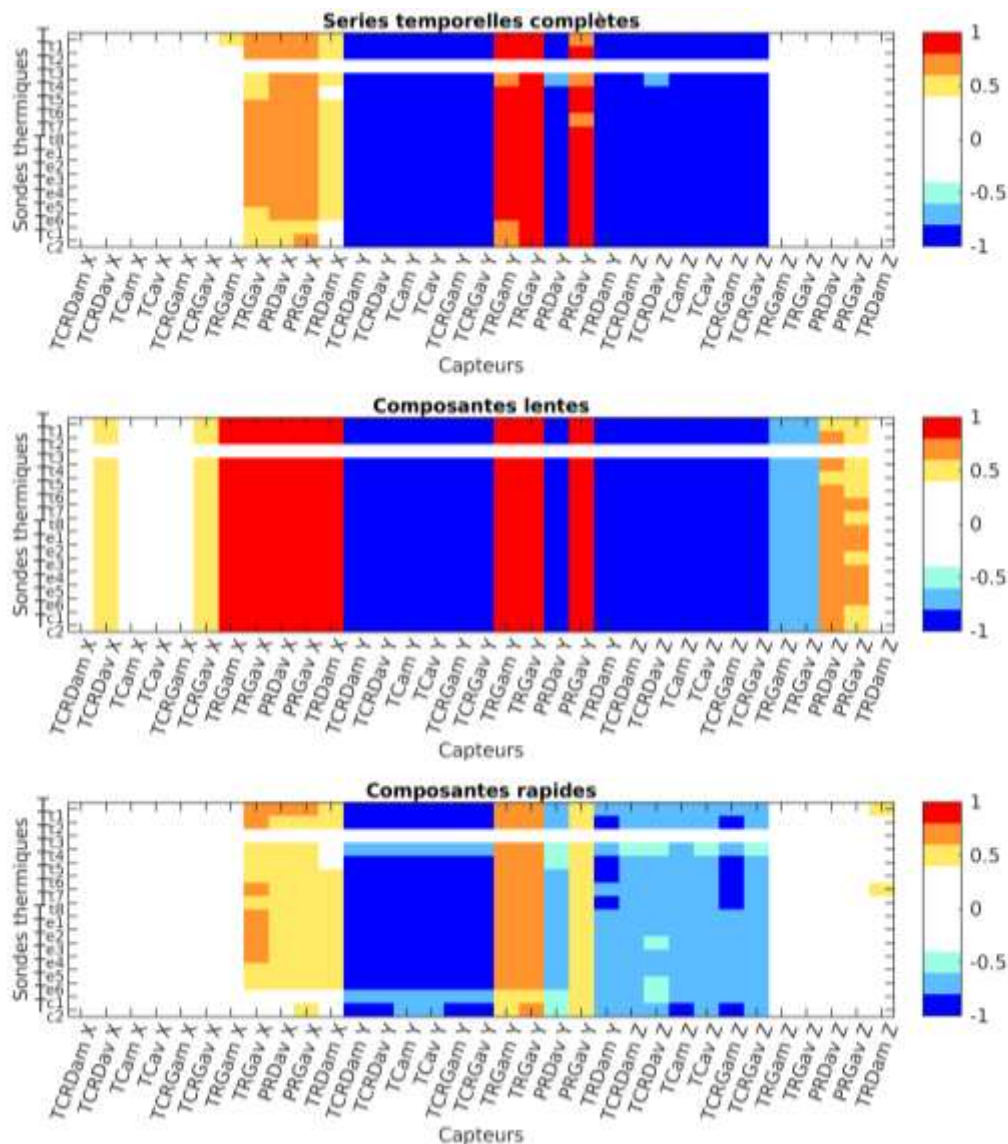 Series temporelles complètes
Sondes thermiques
TCRDam X TCRDav X TCam X TCav X TCRGam X TCRGav X TRGam X TRGav X PRDav X PRGav X TRDam X TCRDam Y TCRDav Y TCam Y TCav Y TCRGam Y TCRGav Y TRGam Y TRGav Y PRDav Y PRGav Y TRDam Y TCRDam Z TCRDav Z TCam Z TCav Z TCRGam Z TCRGav Z TRGam Z TRGav Z PRDav Z PRGav Z TRDam Z
Capteurs
1
0.5
0
-0.5
-1
Composantes lentes
Sondes thermiques
TCRDam X TCRDav X TCam X TCav X TCRGam X TCRGav X TRGam X TRGav X PRDav X PRGav X TRDam X TCRDam Y TCRDav Y TCam Y TCav Y TCRGam Y TCRGav Y TRGam Y TRGav Y PRDav Y PRGav Y TRDam Y TCRDam Z TCRDav Z TCam Z TCav Z TCRGam Z TCRGav Z TRGam Z TRGav Z PRDav Z PRGav Z TRDam Z
Capteurs
1
0.5
0
-0.5
-1
Composantes rapides
Sondes thermiques
TCRDam X TCRDav X TCam X TCav X TCRGam X TCRGav X TRGam X TRGav X PRDav X PRGav X TRDam X TCRDam Y TCRDav Y TCam Y TCav Y TCRGam Y TCRGav Y TRGam Y TRGav Y PRDav Y PRGav Y TRDam Y TCRDam Z TCRDav Z TCam Z TCav Z TCRGam Z TCRGav Z TRGam Z TRGav Z PRDav Z PRGav Z TRDam Z
Capteurs
1
0.5
0
-0.5
-1